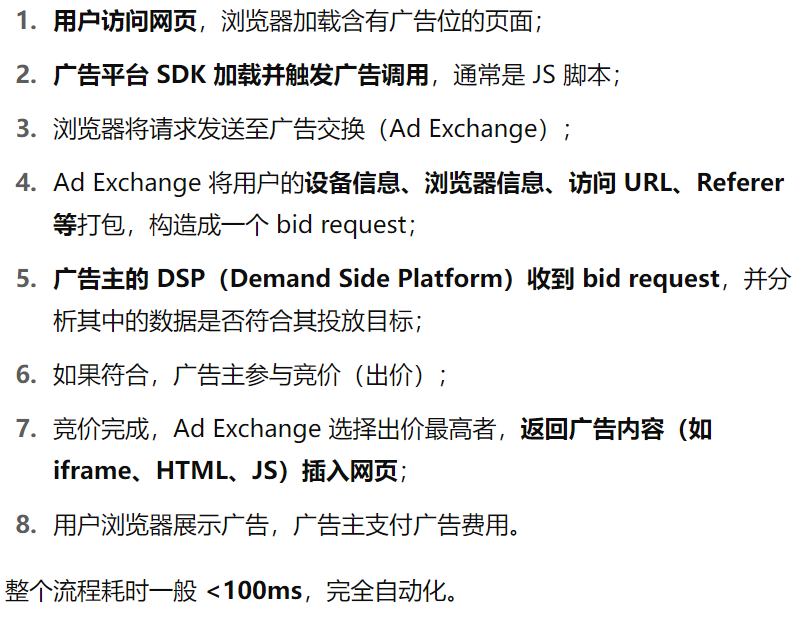 1. 用户访问网页，浏览器加载含有广告位的页面；
2. 广告平台 SDK 加载并触发广告调用，通常是 JS 脚本；
3. 浏览器将请求发送至广告交换（Ad Exchange）；
4. Ad Exchange 将用户的设备信息、浏览器信息、访问 URL、Referer
等打包，构造成一个 bid request；
5. 广告主的 DSP（Demand Side Platform）收到 bid request，并分
析其中的数据是否符合其投放目标；
6. 如果符合，广告主参与竞价（出价）；
7. 竞价完成，Ad Exchange 选择出价最高者，返回广告内容（如
iframe、HTML、JS）插入网页；
8. 用户浏览器展示广告，广告主支付广告费用。
整个流程耗时一般 <100ms，完全自动化。